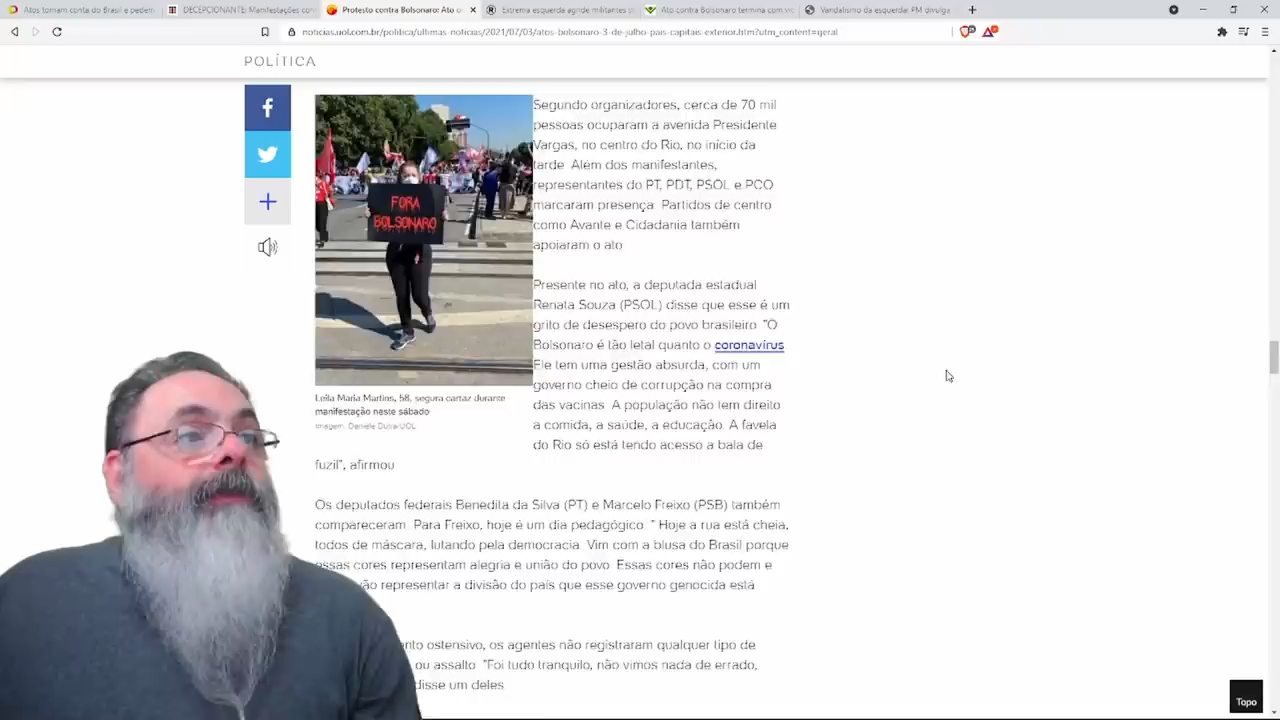 Atos tomam conta do Brasil e pedem
DECEPCIONANTE: Manifestações con
Protesto contra Bolsonaro: Ato o
Extrema esquerda agride militantes d
Ato contra Bolsonaro termina com vi
Vandalismo da esquerda: PM divulga
noticias.uol.com.br/politica/ultimas-noticias/2021/07/03/atos-bolsonaro-3-de-julho-pais-capitais-exterior.htm?utm_content=geral
POLÍTICA
FORA
BOLSONARO
Leila Maria Martins, 58, segura cartaz durante
manifestação neste sábado
Imagem: Daniele Dutra/UOL
Segundo organizadores, cerca de 70 mil
pessoas ocuparam a avenida Presidente
Vargas, no centro do Rio, no início da
tarde. Além dos manifestantes,
representantes do PT, PDT, PSOL e PCO
marcaram presença. Partidos de centro
como Avante e Cidadania também
apoiaram o ato
Presente no ato, a deputada estadual
Renata Souza (PSOL) disse que esse é um
grito de desespero do povo brasileiro. "O
Bolsonaro é tão letal quanto o coronavírus.
Ele tem uma gestão absurda, com um
governo cheio de corrupção na compra
das vacinas. A população não tem direito
a comida, a saúde, a educação. A favela
do Rio só está tendo acesso a bala de
fuzil", afirmou
Os deputados federais Benedita da Silva (PT) e Marcelo Freixo (PSB) também
compareceram. Para Freixo, hoje é um dia pedagógico. " Hoje a rua está cheia,
todos de máscara, lutando pela democracia. Vim com a blusa do Brasil porque
essas cores representam alegria e união do povo. Essas cores não podem e
ão representar a divisão do país que esse governo genocida está
nto ostensivo, os agentes não registraram qualquer tipo de
ou assalto. "Foi tudo tranquilo, não vimos nada de errado,
disse um deles
Topo